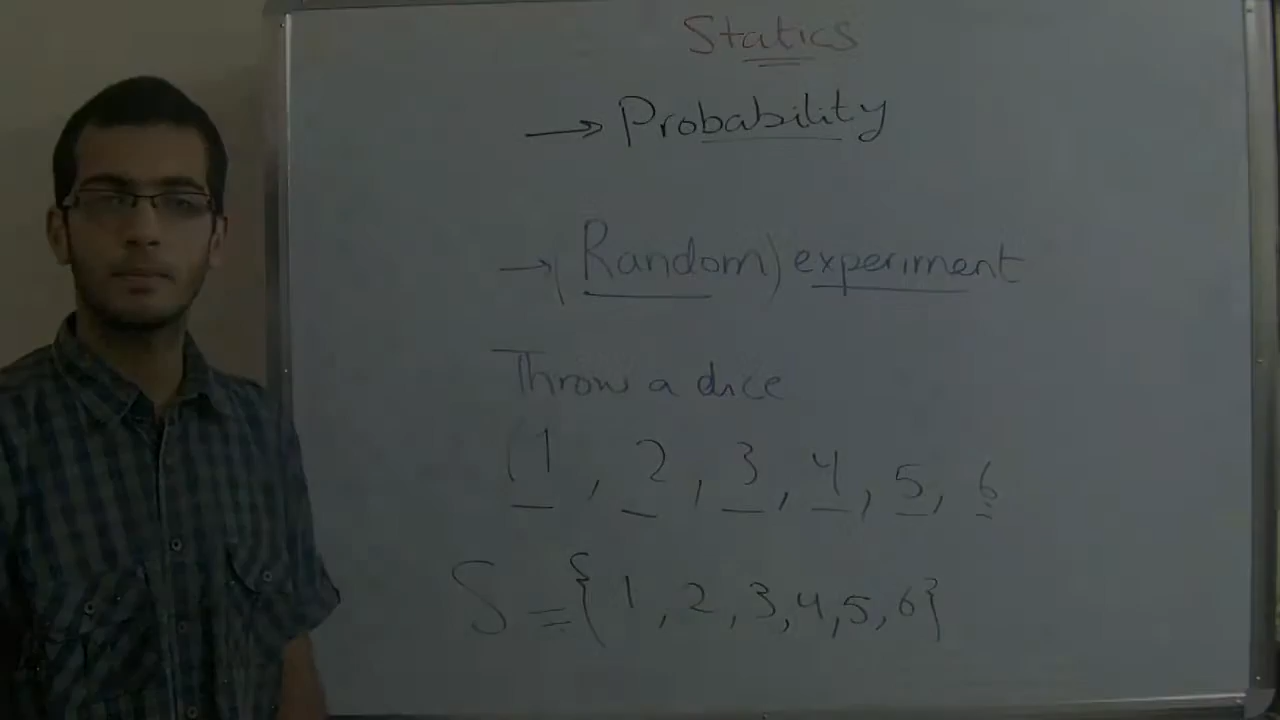 Statics
→ Probability
→ (Random) experiment
Throw a dice
(1, 2, 3, 4, 5, 6
S = {1, 2, 3, 4, 5, 6}